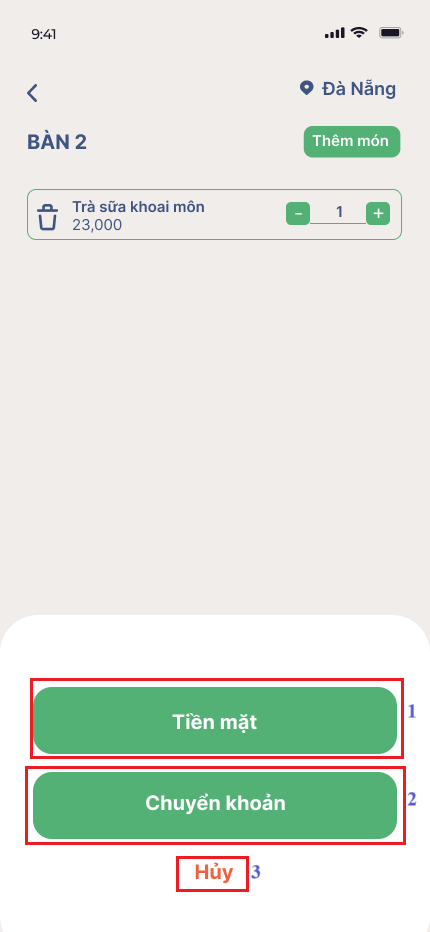 9:41
Đà Nẵng
BÀN 2
Thêm món
Trà sữa khoai môn
23,000
- 1 +
Tiền mặt
1
Chuyển khoản
2
Hủy
3